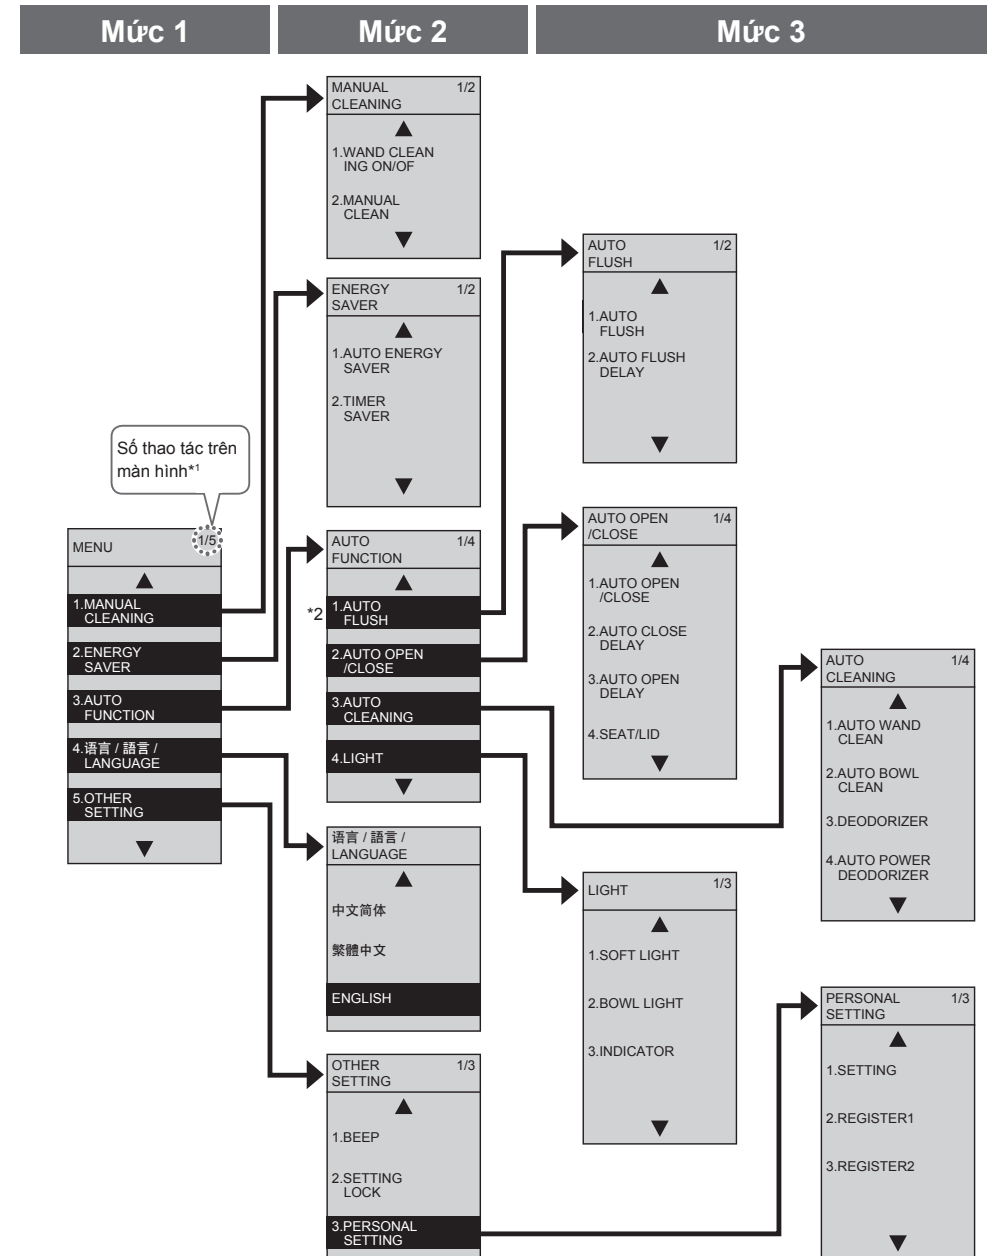 Mức 1
Mức 2
Mức 3
MANUAL 1/2
CLEANING
1.WAND CLEAN
ING ON/OF
2.MANUAL
CLEAN
ENERGY 1/2
SAVER
1.AUTO ENERGY
SAVER
2.TIMER
SAVER
Số thao tác trên
màn hình*1
MENU 1/5
1.MANUAL
CLEANING
2.ENERGY
SAVER
3.AUTO
FUNCTION
4.语言 / 語言 /
LANGUAGE
5.OTHER
SETTING
AUTO 1/4
FUNCTION
*2
1.AUTO
FLUSH
2.AUTO OPEN
/CLOSE
3.AUTO
CLEANING
4.LIGHT
语言 / 語言 /
LANGUAGE
中文简体
繁體中文
ENGLISH
OTHER 1/3
SETTING
1.BEEP
2.SETTING
LOCK
3.PERSONAL
SETTING
AUTO 1/2
FLUSH
1.AUTO
FLUSH
2.AUTO FLUSH
DELAY
AUTO OPEN 1/4
/CLOSE
1.AUTO OPEN
/CLOSE
2.AUTO CLOSE
DELAY
3.AUTO OPEN
DELAY
4.SEAT/LID
LIGHT 1/3
1.SOFT LIGHT
2.BOWL LIGHT
3.INDICATOR
AUTO 1/4
CLEANING
1.AUTO WAND
CLEAN
2.AUTO BOWL
CLEAN
3.DEODORIZER
4.AUTO POWER
DEODORIZER
PERSONAL 1/3
SETTING
1.SETTING
2.REGISTER1
3.REGISTER2